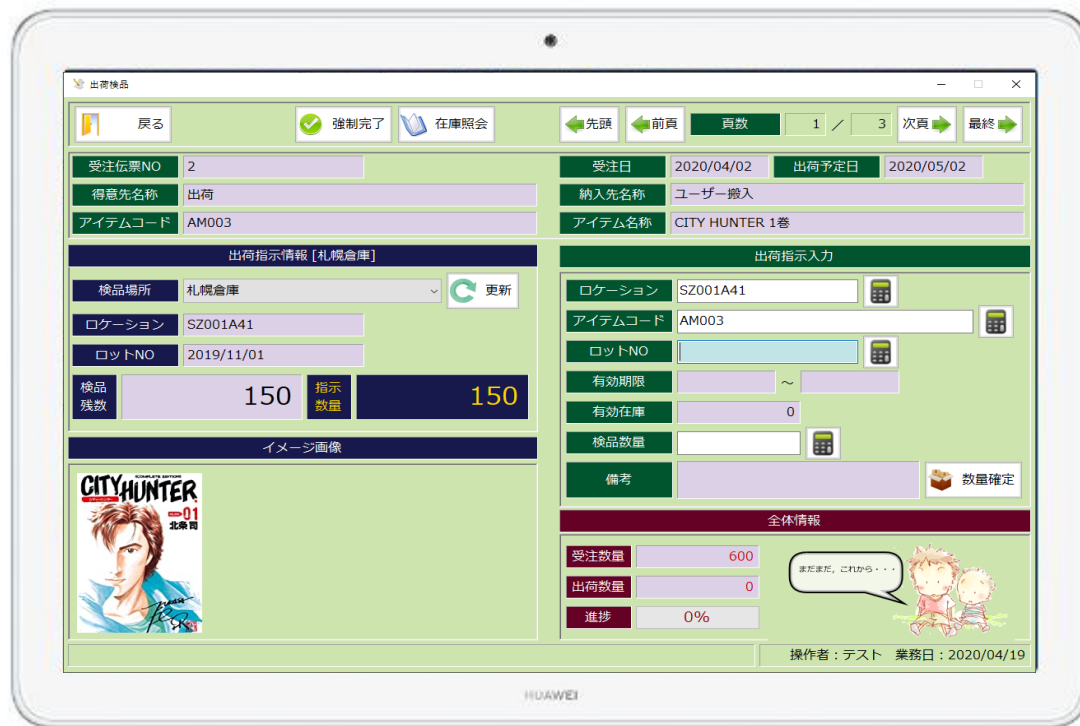 出荷検品
戻る 強制完了 在庫照会 先頭 前頁 頁数 1 / 3 次頁 最終
受注伝票NO 2 受注日 2020/04/02 出荷予定日 2020/05/02
得意先名称 出荷 納入先名称 ユーザー搬入
アイテムコード AM003 アイテム名称 CITY HUNTER 1巻
出荷指示情報 [札幌倉庫]
検品場所 札幌倉庫 更新
ロケーション SZ001A41
ロットNO 2019/11/01
検品残数 150 指示数量 150
イメージ画像
CITY HUNTER
01
北条司
出荷指示入力
ロケーション SZ001A41
アイテムコード AM003
ロットNO
有効期限 ～
有効在庫 0
検品数量
備考 数量確定
全体情報
受注数量 600
出荷数量 0
進捗 0%
まだまだ，これから・・・
操作者：テスト 業務日：2020/04/19
HUAWEI